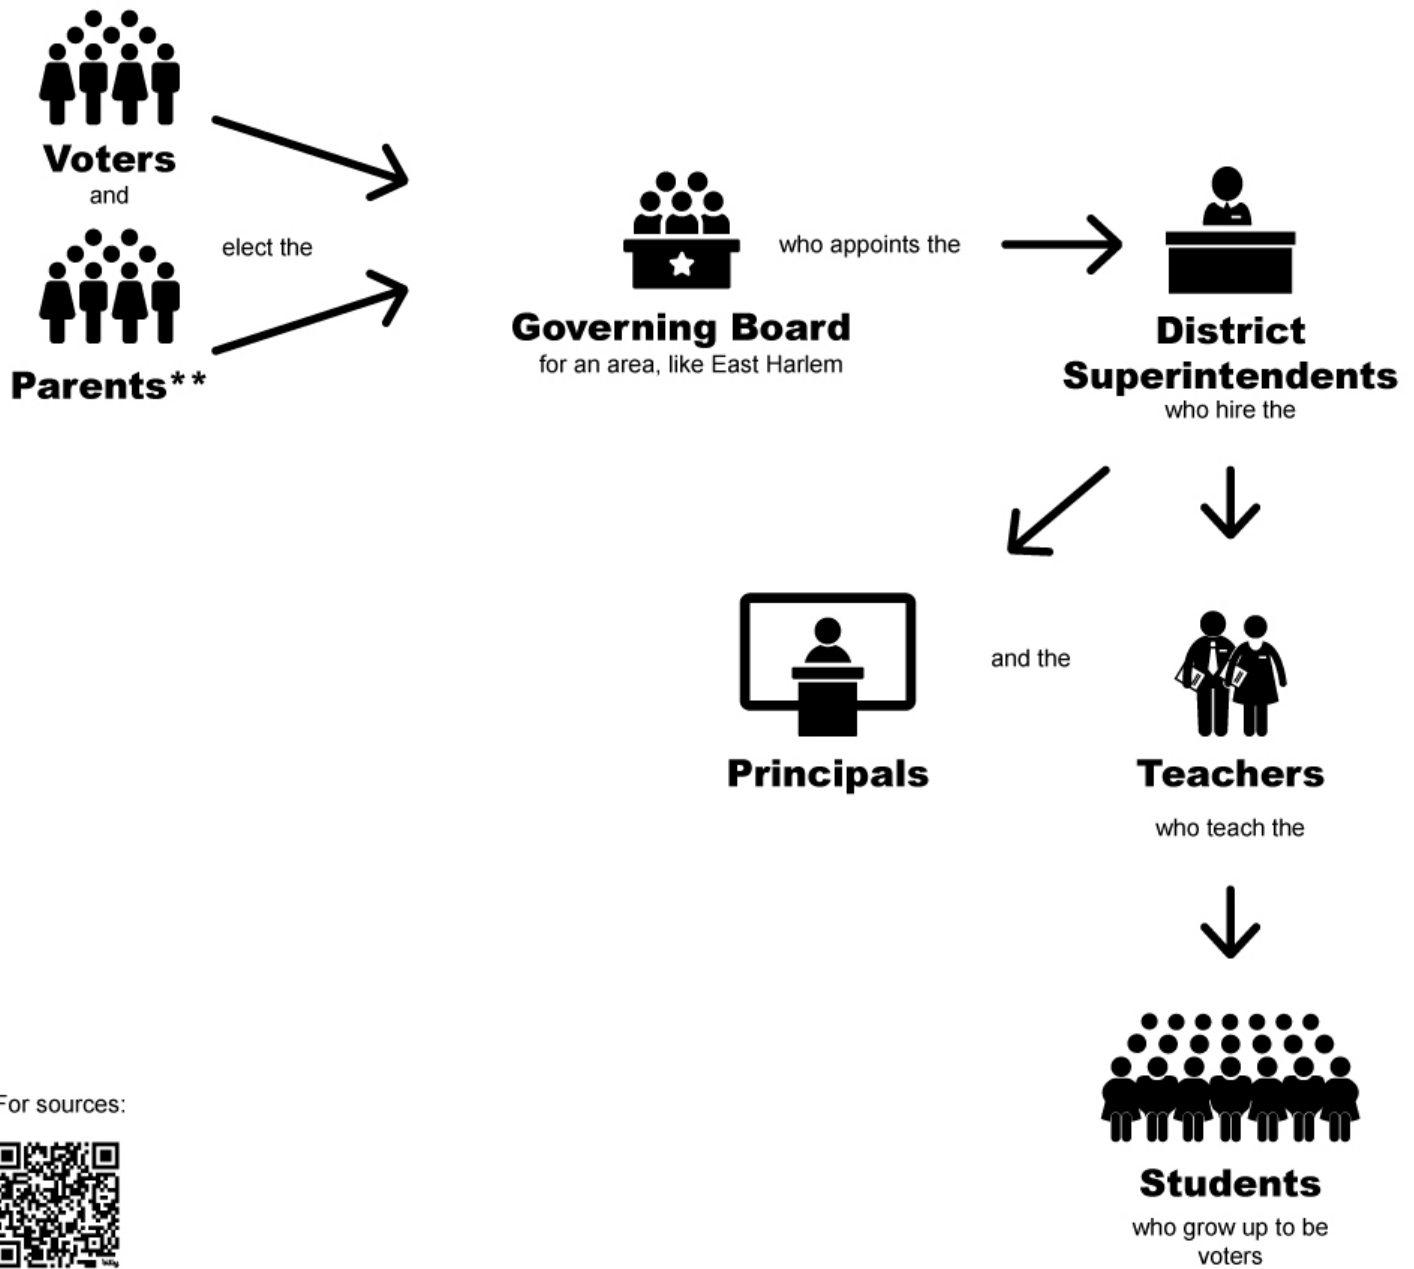 Voters
and
Parents**
elect the
Governing Board
for an area, like East Harlem
who appoints the
District
Superintendents
who hire the
Principals
and the
Teachers
who teach the
Students
who grow up to be
voters
For sources: